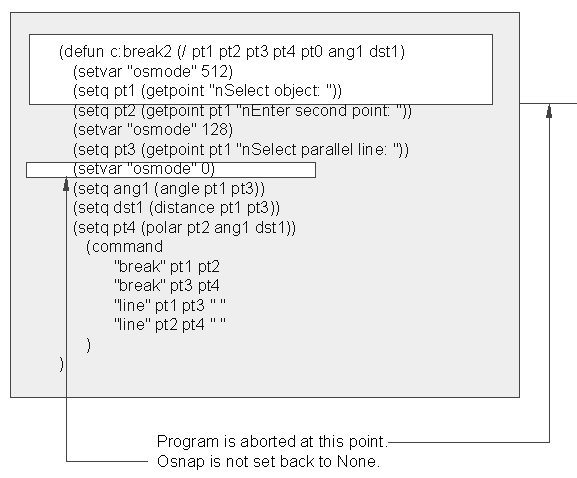 (defun c:break2 (/ pt1 pt2 pt3 pt4 pt0 ang1 dst1)
(setvar "osmode" 512)
(setq pt1 (getpoint "nSelect object: "))
(setq pt2 (getpoint pt1 "nEnter second point: "))
(setvar "osmode" 128)
(setq pt3 (getpoint pt1 "nSelect parallel line: "))
(setvar "osmode" 0)
(setq ang1 (angle pt1 pt3))
(setq dst1 (distance pt1 pt3))
(setq pt4 (polar pt2 ang1 dst1))
(command
"break" pt1 pt2
"break" pt3 pt4
"line" pt1 pt3 " "
"line" pt2 pt4 " "
)
)
Program is aborted at this point.
Osnap is not set back to None.